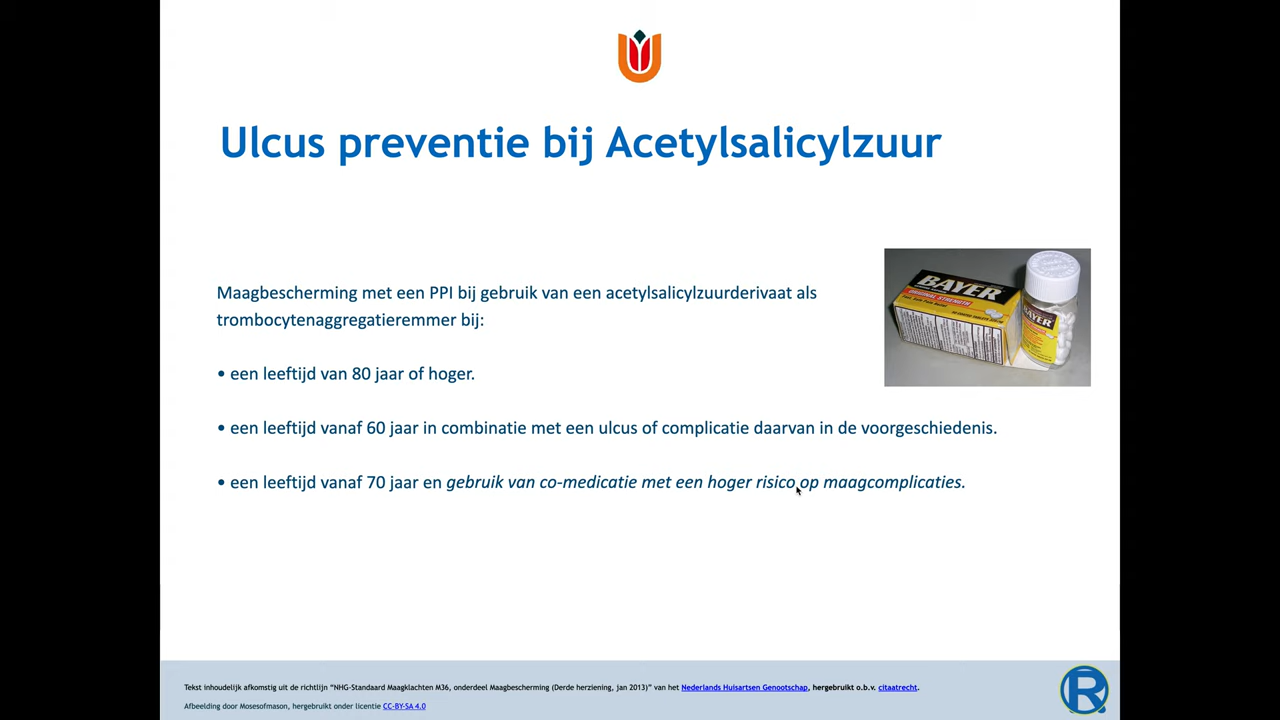 Ulcus preventie bij Acetylsalicylzuur
Maagbescherming met een PPI bij gebruik van een acetylsalicylzuurderivaat als
trombocytenaggregatieremmer bij:
• een leeftijd van 80 jaar of hoger.
• een leeftijd vanaf 60 jaar in combinatie met een ulcus of complicatie daarvan in de voorgeschiedenis.
• een leeftijd vanaf 70 jaar en gebruik van co-medicatie met een hoger risico op maagcomplicaties.
BAYER
ORIGINAL STRENGTH
BAYER
Tekst inhoudelijk afkomstig uit de richtlijn “NHG-Standaard Maagklachten M36, onderdeel Maagbescherming (Derde herziening, jan 2013)” van het Nederlands Huisartsen Genootschap, hergebruikt o.b.v. citaatrecht.
Afbeelding door Mosesofmason, hergebruikt onder licentie CC-BY-SA 4.0
R